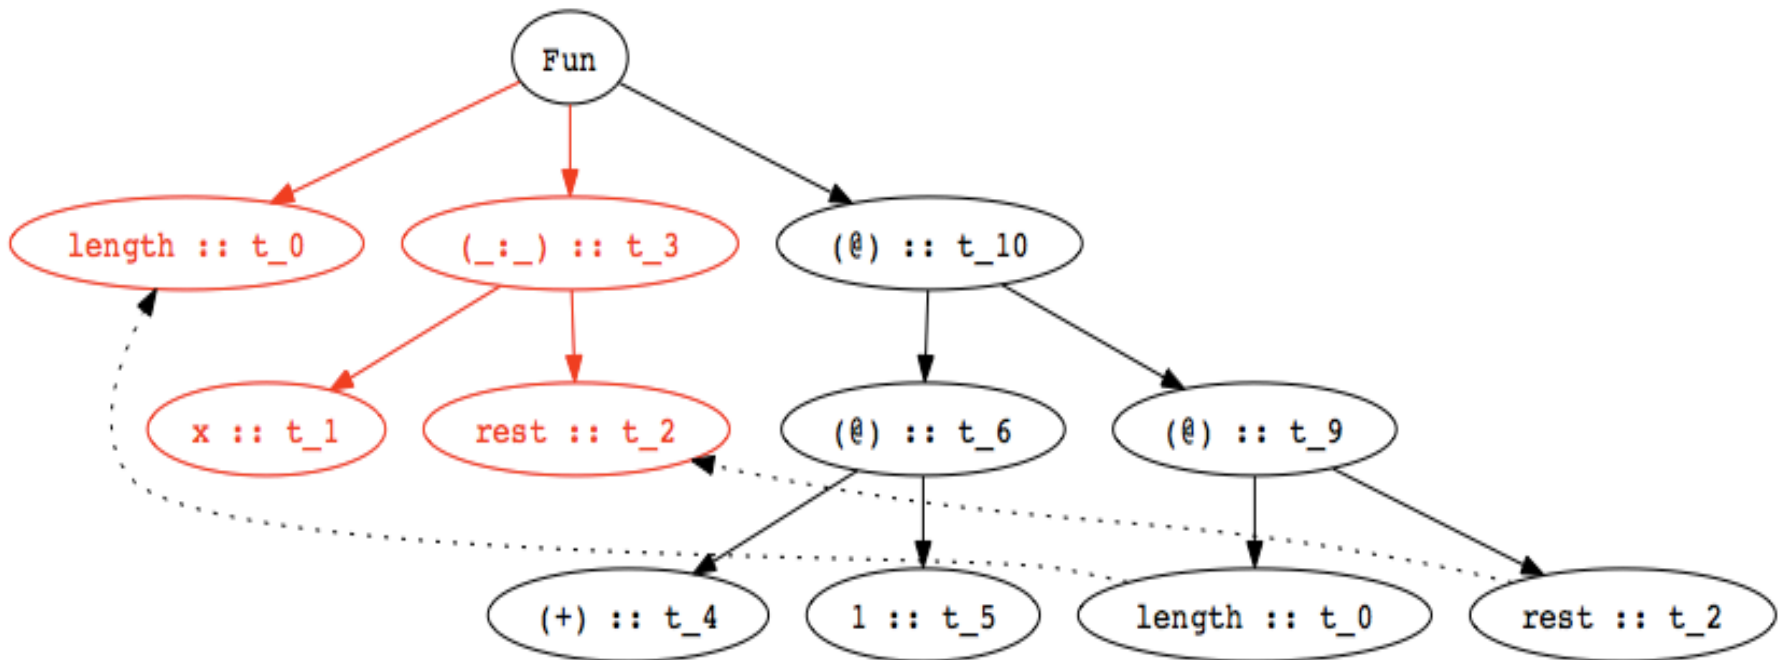 Fun
length :: t_0
(_:_) :: t_3
(@) :: t_10
x :: t_1
rest :: t_2
(@) :: t_6
(@) :: t_9
(+) :: t_4
1 :: t_5
length :: t_0
rest :: t_2